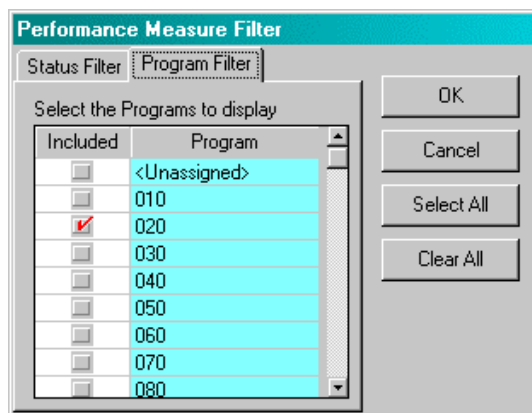 Performance Measure Filter
Status Filter Program Filter
Select the Programs to display
Included Program
<Unassigned>
010
020
030
040
050
060
070
080
OK
Cancel
Select All
Clear All